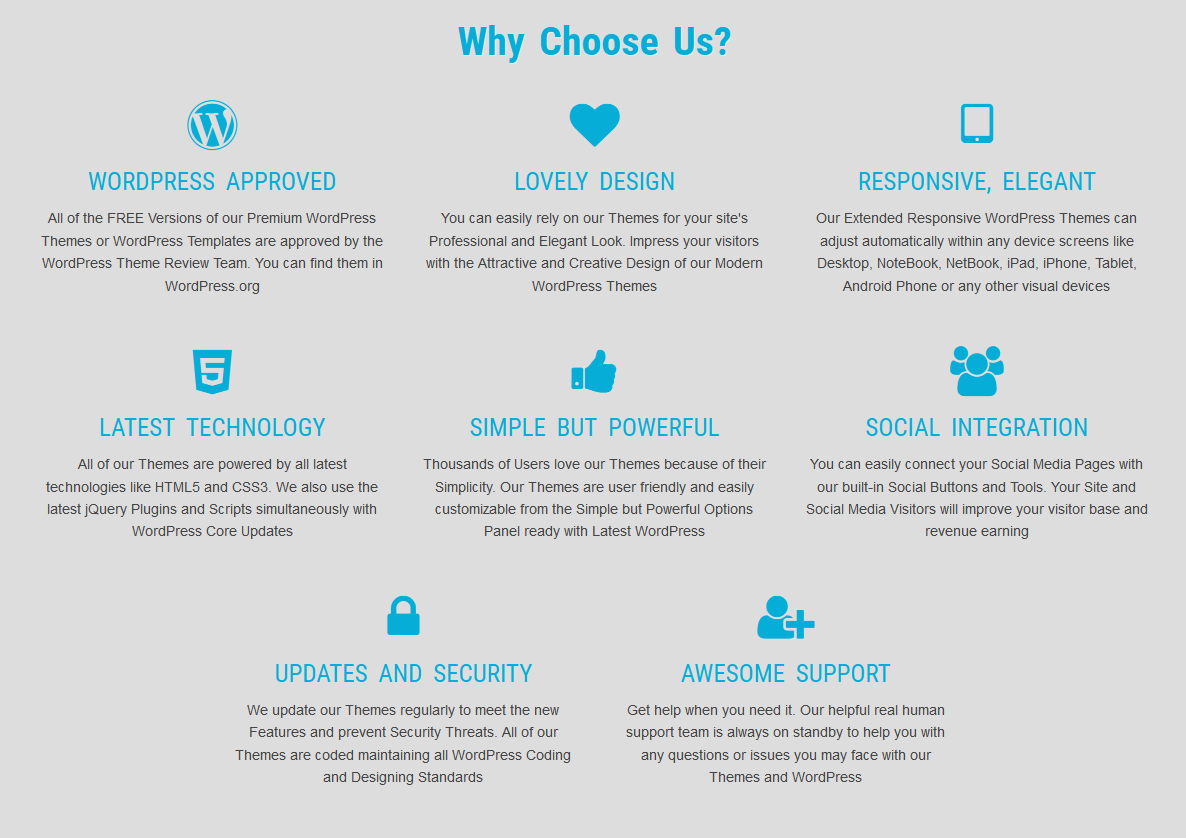 Why Choose Us?
WORDPRESS APPROVED
All of the FREE Versions of our Premium WordPress
Themes or WordPress Templates are approved by the
WordPress Theme Review Team. You can find them in
WordPress.org
LOVELY DESIGN
You can easily rely on our Themes for your site's
Professional and Elegant Look. Impress your visitors
with the Attractive and Creative Design of our Modern
WordPress Themes
RESPONSIVE, ELEGANT
Our Extended Responsive WordPress Themes can
adjust automatically within any device screens like
Desktop, NoteBook, NetBook, iPad, iPhone, Tablet,
Android Phone or any other visual devices
LATEST TECHNOLOGY
All of our Themes are powered by all latest
technologies like HTML5 and CSS3. We also use the
latest jQuery Plugins and Scripts simultaneously with
WordPress Core Updates
SIMPLE BUT POWERFUL
Thousands of Users love our Themes because of their
Simplicity. Our Themes are user friendly and easily
customizable from the Simple but Powerful Options
Panel ready with Latest WordPress
SOCIAL INTEGRATION
You can easily connect your Social Media Pages with
our built-in Social Buttons and Tools. Your Site and
Social Media Visitors will improve your visitor base and
revenue earning
UPDATES AND SECURITY
We update our Themes regularly to meet the new
Features and prevent Security Threats. All of our
Themes are coded maintaining all WordPress Coding
and Designing Standards
AWESOME SUPPORT
Get help when you need it. Our helpful real human
support team is always on standby to help you with
any questions or issues you may face with our
Themes and WordPress